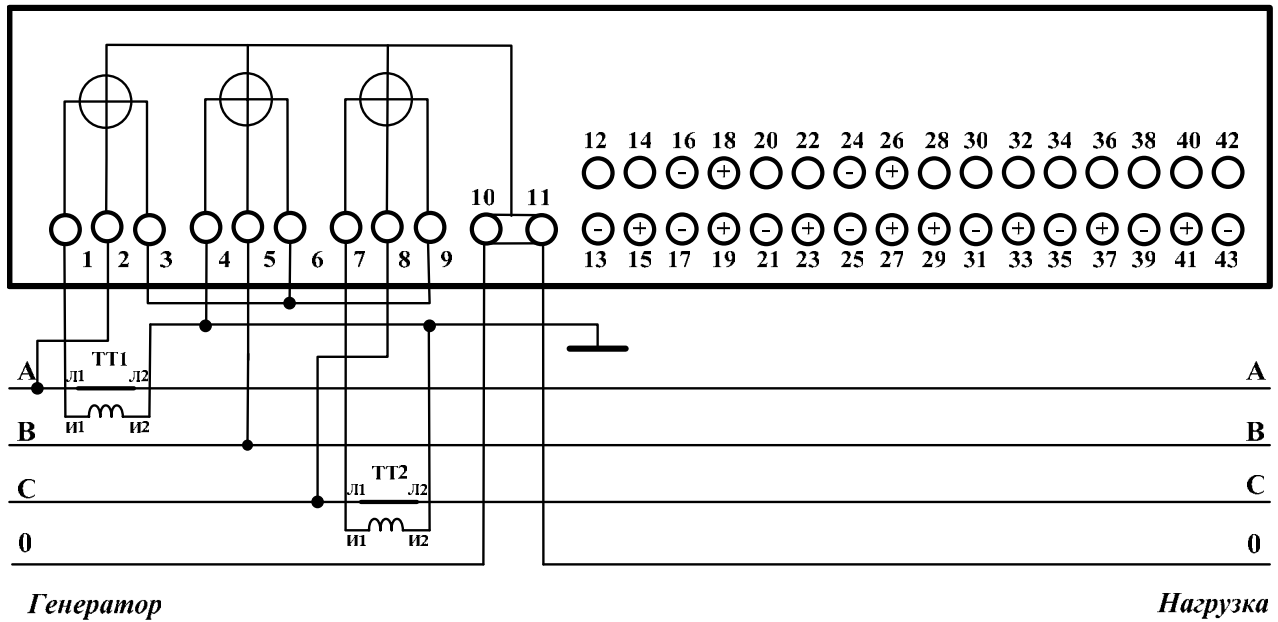 12 14 16 18 20 22 24 26 28 30 32 34 36 38 40 42
- + - +
10 11
- + - + - + - + + - + - + - + -
1 2 3 4 5 6 7 8 9 13 15 17 19 21 23 25 27 29 31 33 35 37 39 41 43
ТТ1
А Л1 Л2 А
И1 И2
В В
ТТ2
С Л1 Л2 С
И1 И2
0 0
Генератор Нагрузка